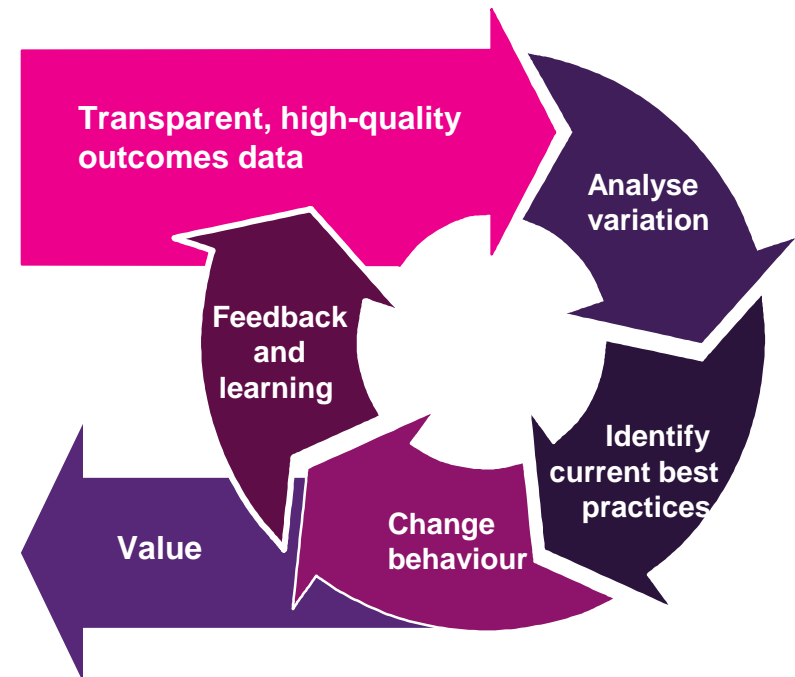 Transparent, high-quality
outcomes data
Analyse
variation
Identify
current best
practices
Change
behaviour
Feedback
and
learning
Value